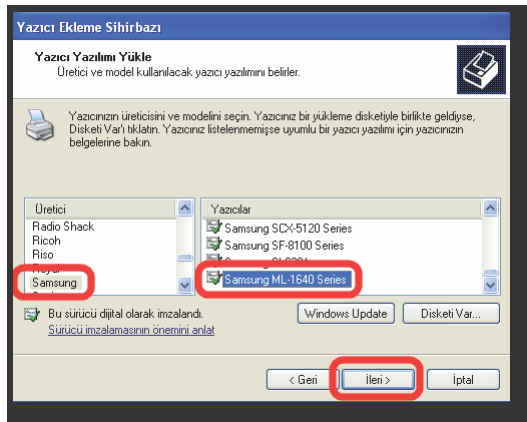 Yazıcı Ekleme Sihirbazı
Yazıcı Yazılımı Yükle
Üretici ve model kullanılacak yazıcı yazılımını belirler.
Yazıcınızın üreticisini ve modelini seçin. Yazıcınız bir yükleme disketiyle birlikte geldiyse,
Disketi Var'ı tıklatın. Yazıcınız listelenmemişse uyumlu bir yazıcı yazılımı için yazıcınızın
belgelerine bakın.
Üretici
Radio Shack
Ricoh
Riso
Royal
Samsung
Yazıcılar
Samsung SCX-5120 Series
Samsung SF-8100 Series
Samsung ML-1640 Series
Bu sürücü dijital olarak imzalandı.
Sürücü imzalamasının önemini anlat
Windows Update
Disketi Var...
< Geri
İleri >
İptal